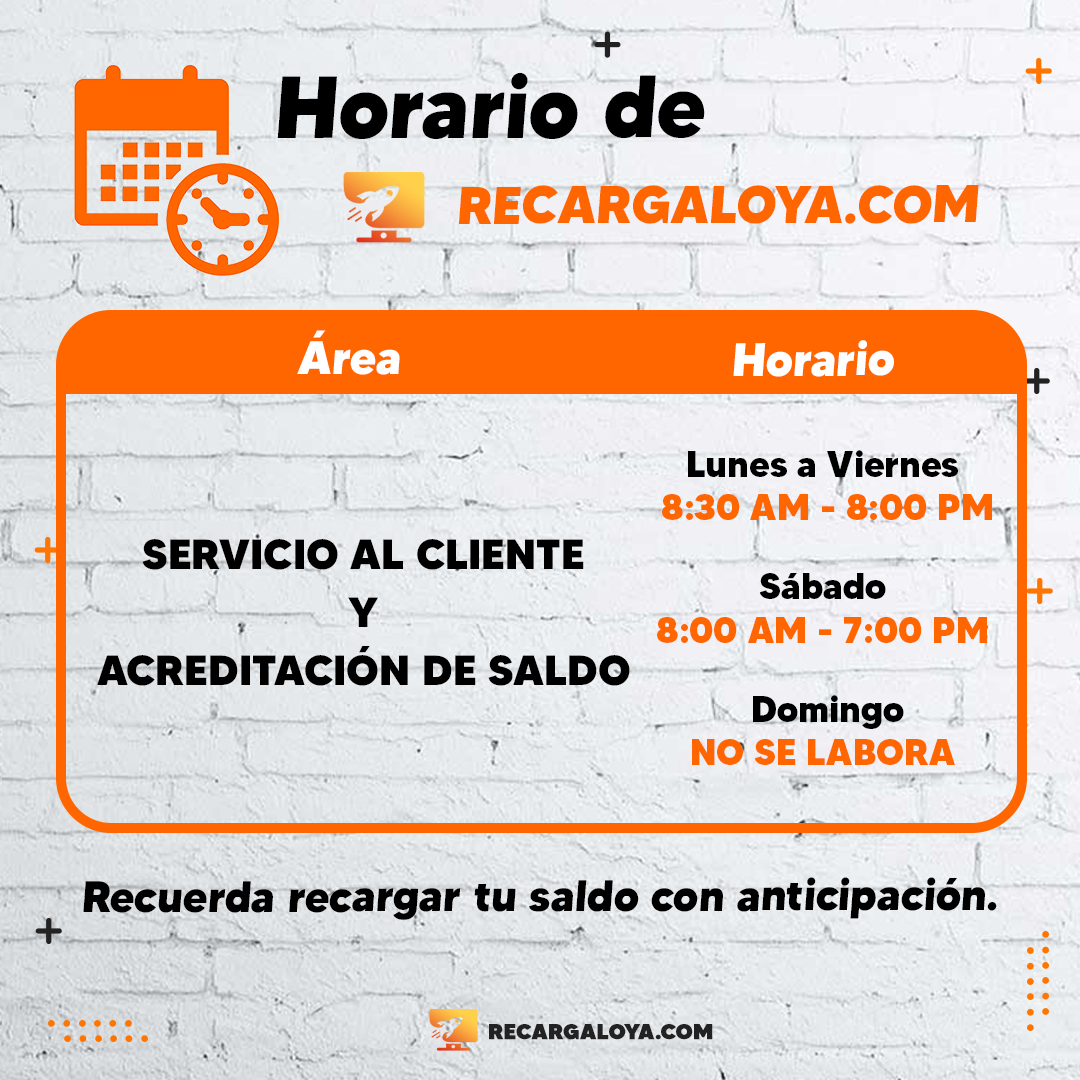 Horario de
RECARGALOYA.COM
Área
Horario
SERVICIO AL CLIENTE
Y
ACREDITACIÓN DE SALDO
Lunes a Viernes
8:30 AM - 8:00 PM
Sábado
8:00 AM - 7:00 PM
Domingo
NO SE LABORA
Recuerda recargar tu saldo con anticipación.
RECARGALOYA.COM